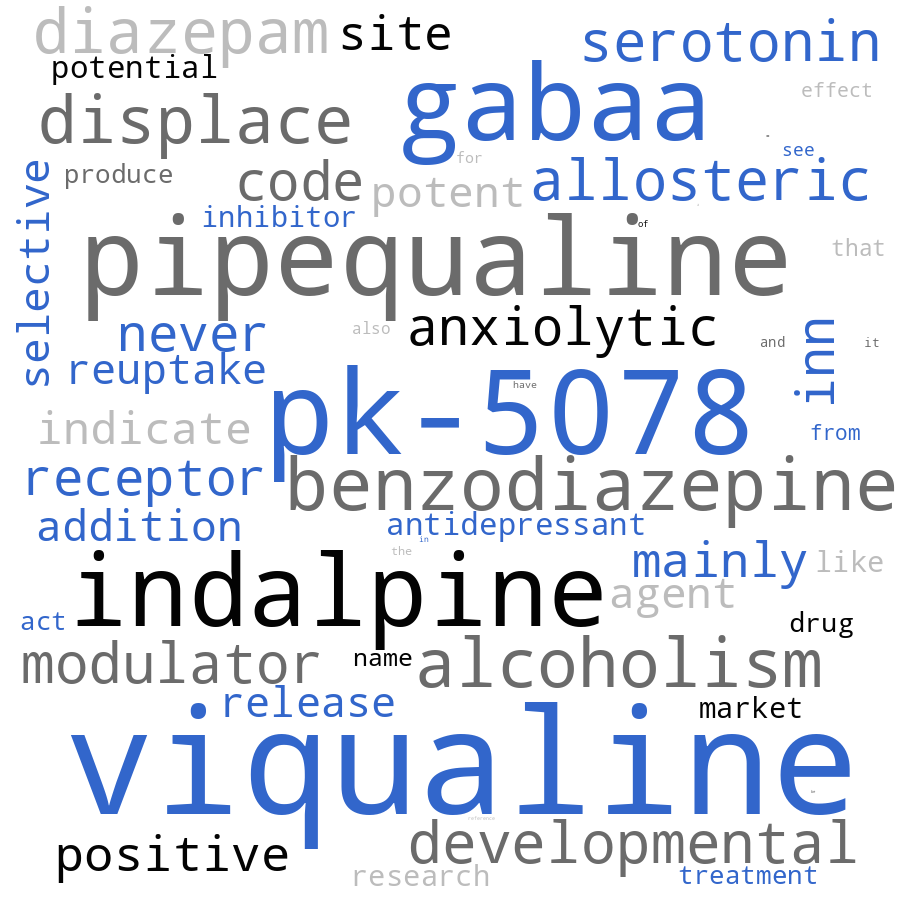 diazepam site serotonin
potential gabaa effect
displace
for see
selective produce code potent allosteric
inhibitor of
pipequaline that
never also anxiolytic and inn it
reuptake pk-5078 have
indicate from
receptor benzodiazepine
addition antidepressant
in
the mainly like
indalpine agent
act drug
modulator name alcoholism
release market
viqualine
reference
positive developmental
research treatment